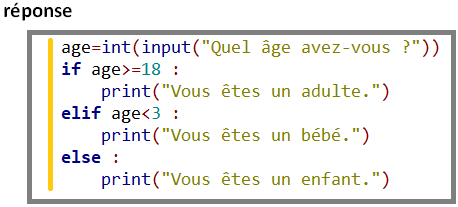 réponse
age=int(input("Quel âge avez-vous ?"))
if age>=18 :
    print("Vous êtes un adulte.")
elif age<3 :
    print("Vous êtes un bébé.")
else :
    print("Vous êtes un enfant.")